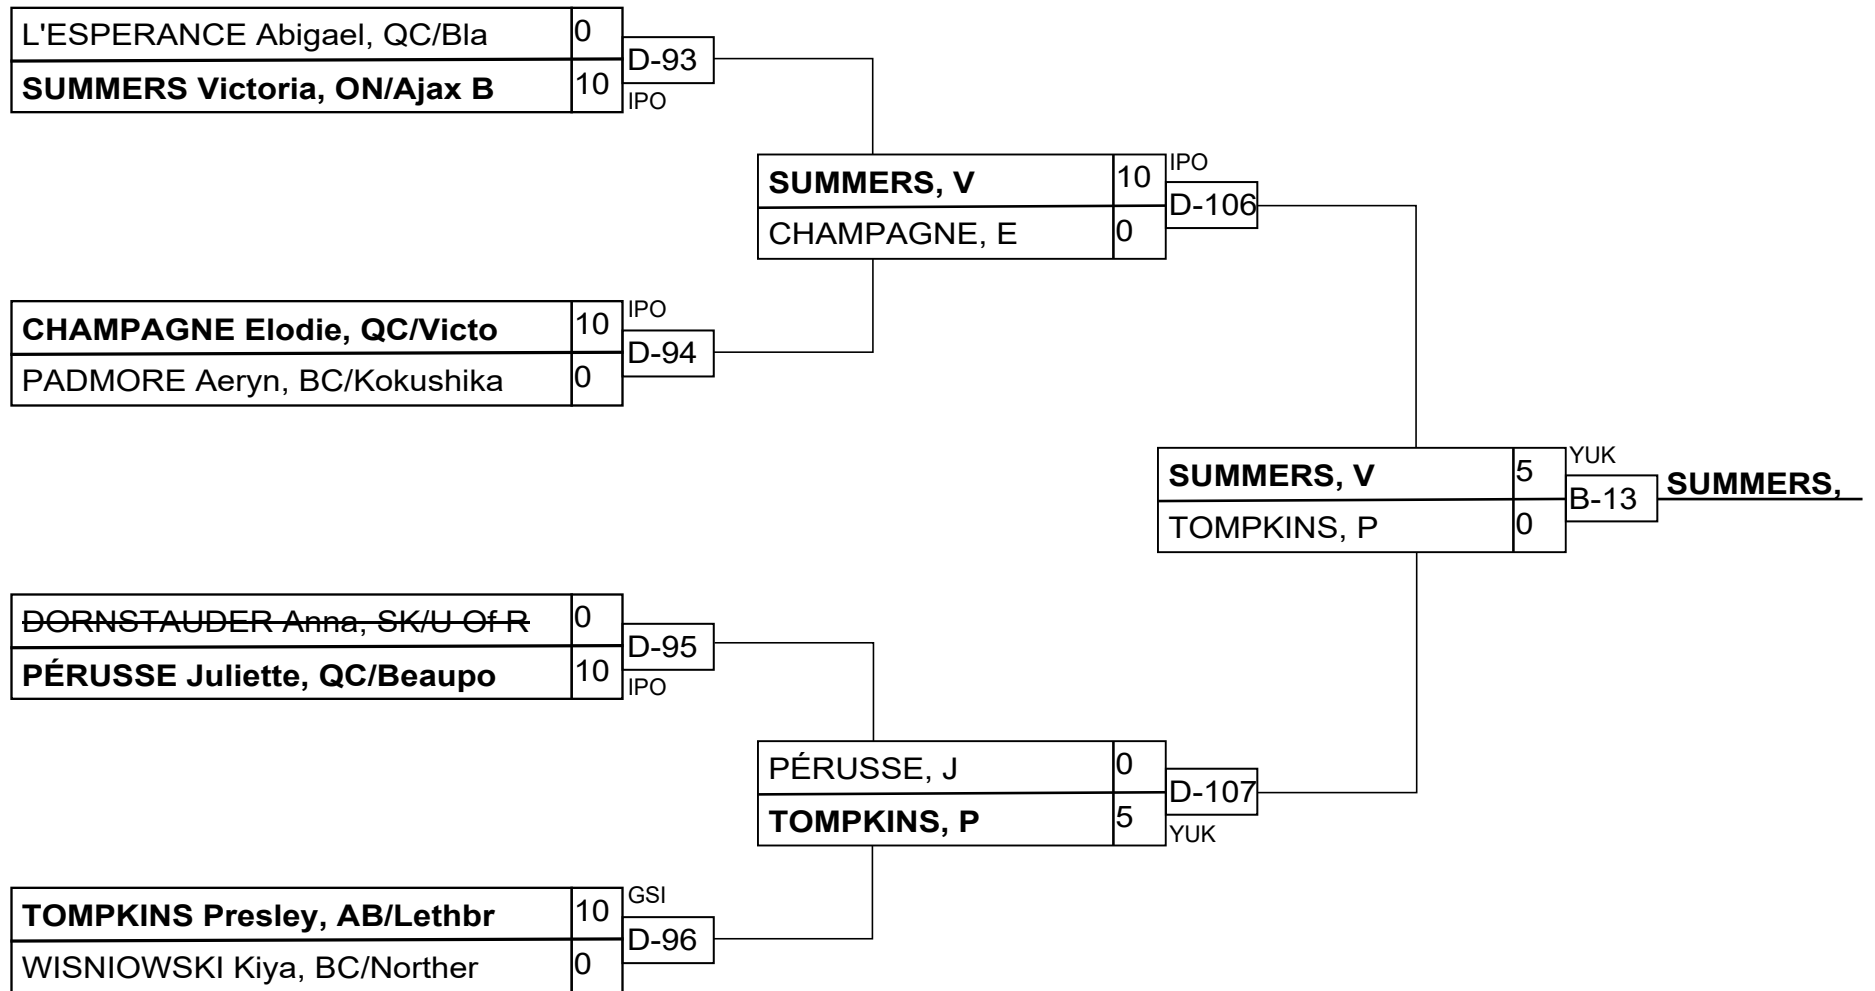 L'ESPERANCE Abigael, QC/Bla 0
D-93
SUMMERS Victoria, ON/Ajax B 10
IPO
SUMMERS, V 10
IPO
D-106
CHAMPAGNE, E 0
CHAMPAGNE Elodie, QC/Victo 10
IPO
D-94
PADMORE Aeryn, BC/Kokushika 0
SUMMERS, V 5
YUK
B-13
SUMMERS,
TOMPKINS, P 0
DORNSTAUDER Anna, SK/U Of R 0
D-95
PÉRUSSE Juliette, QC/Beaupo 10
IPO
PÉRUSSE, J 0
D-107
TOMPKINS, P 5
YUK
TOMPKINS Presley, AB/Lethbr 10
GSI
D-96
WISNIOWSKI Kiya, BC/Norther 0